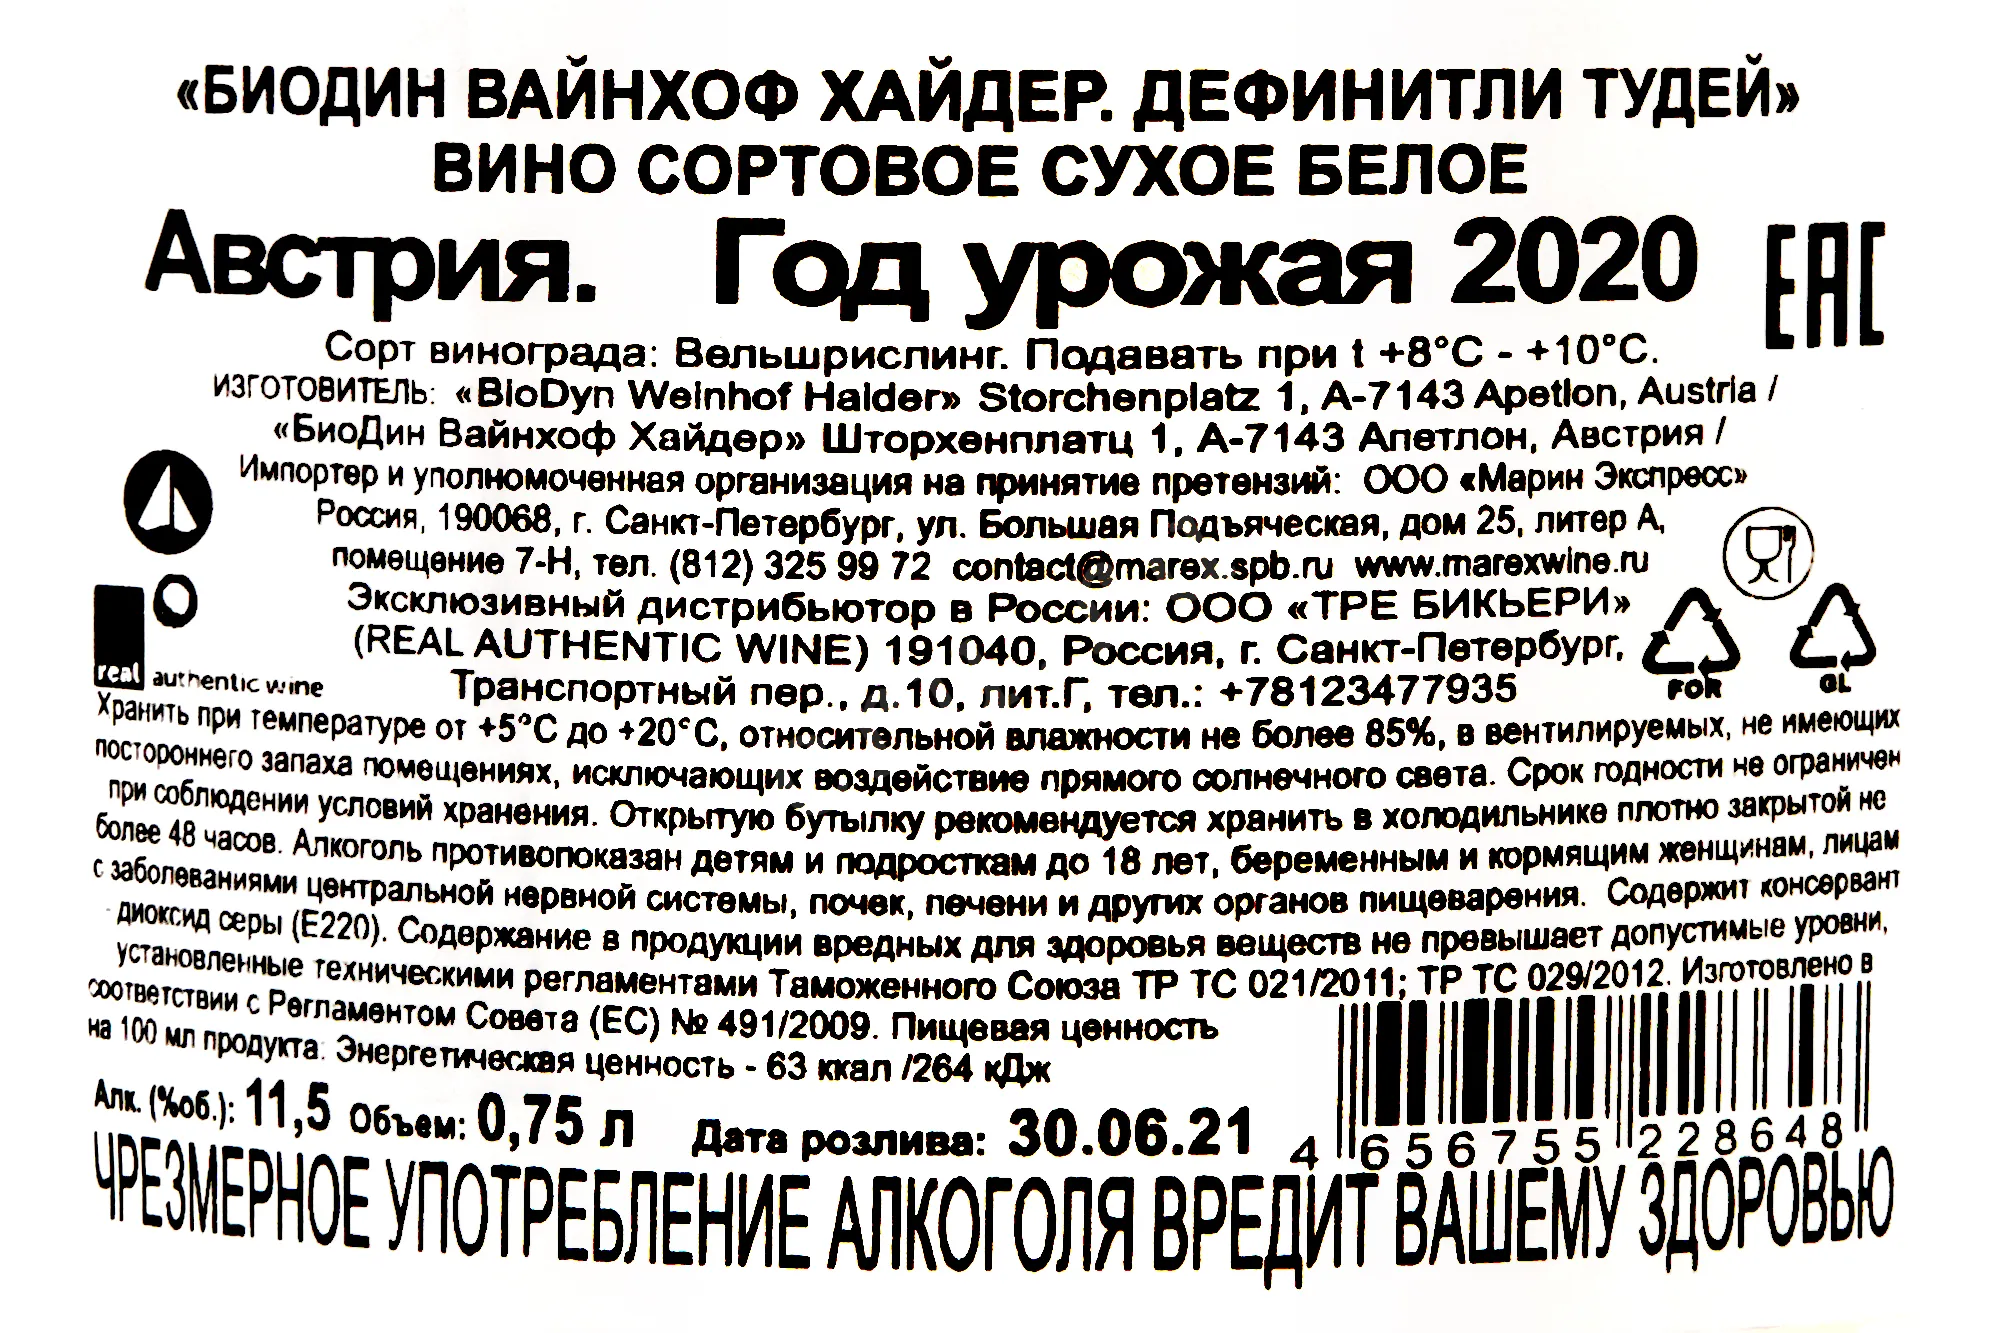 «БИОДИН ВАЙНХОФ ХАЙДЕР. ДЕФИНИТЛИ ТУДЕЙ»
ВИНО СОРТОВОЕ СУХОЕ БЕЛОЕ
Австрия. Год урожая 2020
EAC
Сорт винограда: Вельшрислинг. Подавать при t +8°C - +10°C.
ИЗГОТОВИТЕЛЬ: «BioDyn Weinhof Haider» Storchenplatz 1, A-7143 Apetlon, Austria /
«БиоДин Вайнхоф Хайдер» Шторхенплатц 1, А-7143 Апетлон, Австрия /
Импортер и уполномоченная организация на принятие претензий: ООО «Марин Экспресс»
Россия, 190068, г. Санкт-Петербург, ул. Большая Подъяческая, дом 25, литер А,
помещение 7-Н, тел. (812) 325 99 72 contact@marex.spb.ru www.marexwine.ru
Эксклюзивный дистрибьютор в России: ООО «ТРЕ БИКЬЕРИ»
(REAL AUTHENTIC WINE) 191040, Россия, г. Санкт-Петербург,
Транспортный пер., д.10, лит.Г, тел.: +78123477935
real authentic wine
FOR
GL
Хранить при температуре от +5°C до +20°C, относительной влажности не более 85%, в вентилируемых, не имеющих
постороннего запаха помещениях, исключающих воздействие прямого солнечного света. Срок годности не ограничен
при соблюдении условий хранения. Открытую бутылку рекомендуется хранить в холодильнике плотно закрытой не
более 48 часов. Алкоголь противопоказан детям и подросткам до 18 лет, беременным и кормящим женщинам, лицам
с заболеваниями центральной нервной системы, почек, печени и других органов пищеварения. Содержит консервант
диоксид серы (Е220). Содержание в продукции вредных для здоровья веществ не превышает допустимые уровни,
установленные техническими регламентами Таможенного Союза ТР ТС 021/2011; ТР ТС 029/2012. Изготовлено в
соответствии с Регламентом Совета (ЕС) № 491/2009. Пищевая ценность
на 100 мл продукта: Энергетическая ценность - 63 ккал /264 кДж
Алк. (%об.): 11,5 Объем: 0,75 л Дата розлива: 30.06.21
4 656755 228648
ЧРЕЗМЕРНОЕ УПОТРЕБЛЕНИЕ АЛКОГОЛЯ ВРЕДИТ ВАШЕМУ ЗДОРОВЬЮ